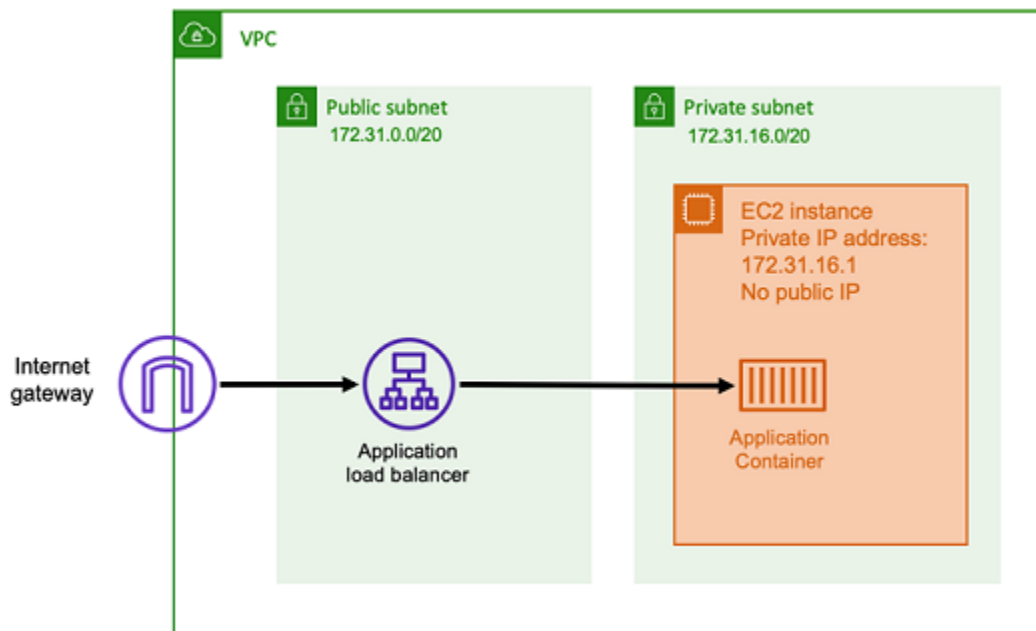 VPC
Public subnet
172.31.0.0/20
Private subnet
172.31.16.0/20
EC2 instance
Private IP address:
172.31.16.1
No public IP
Internet
gateway
Application
load balancer
Application
Container